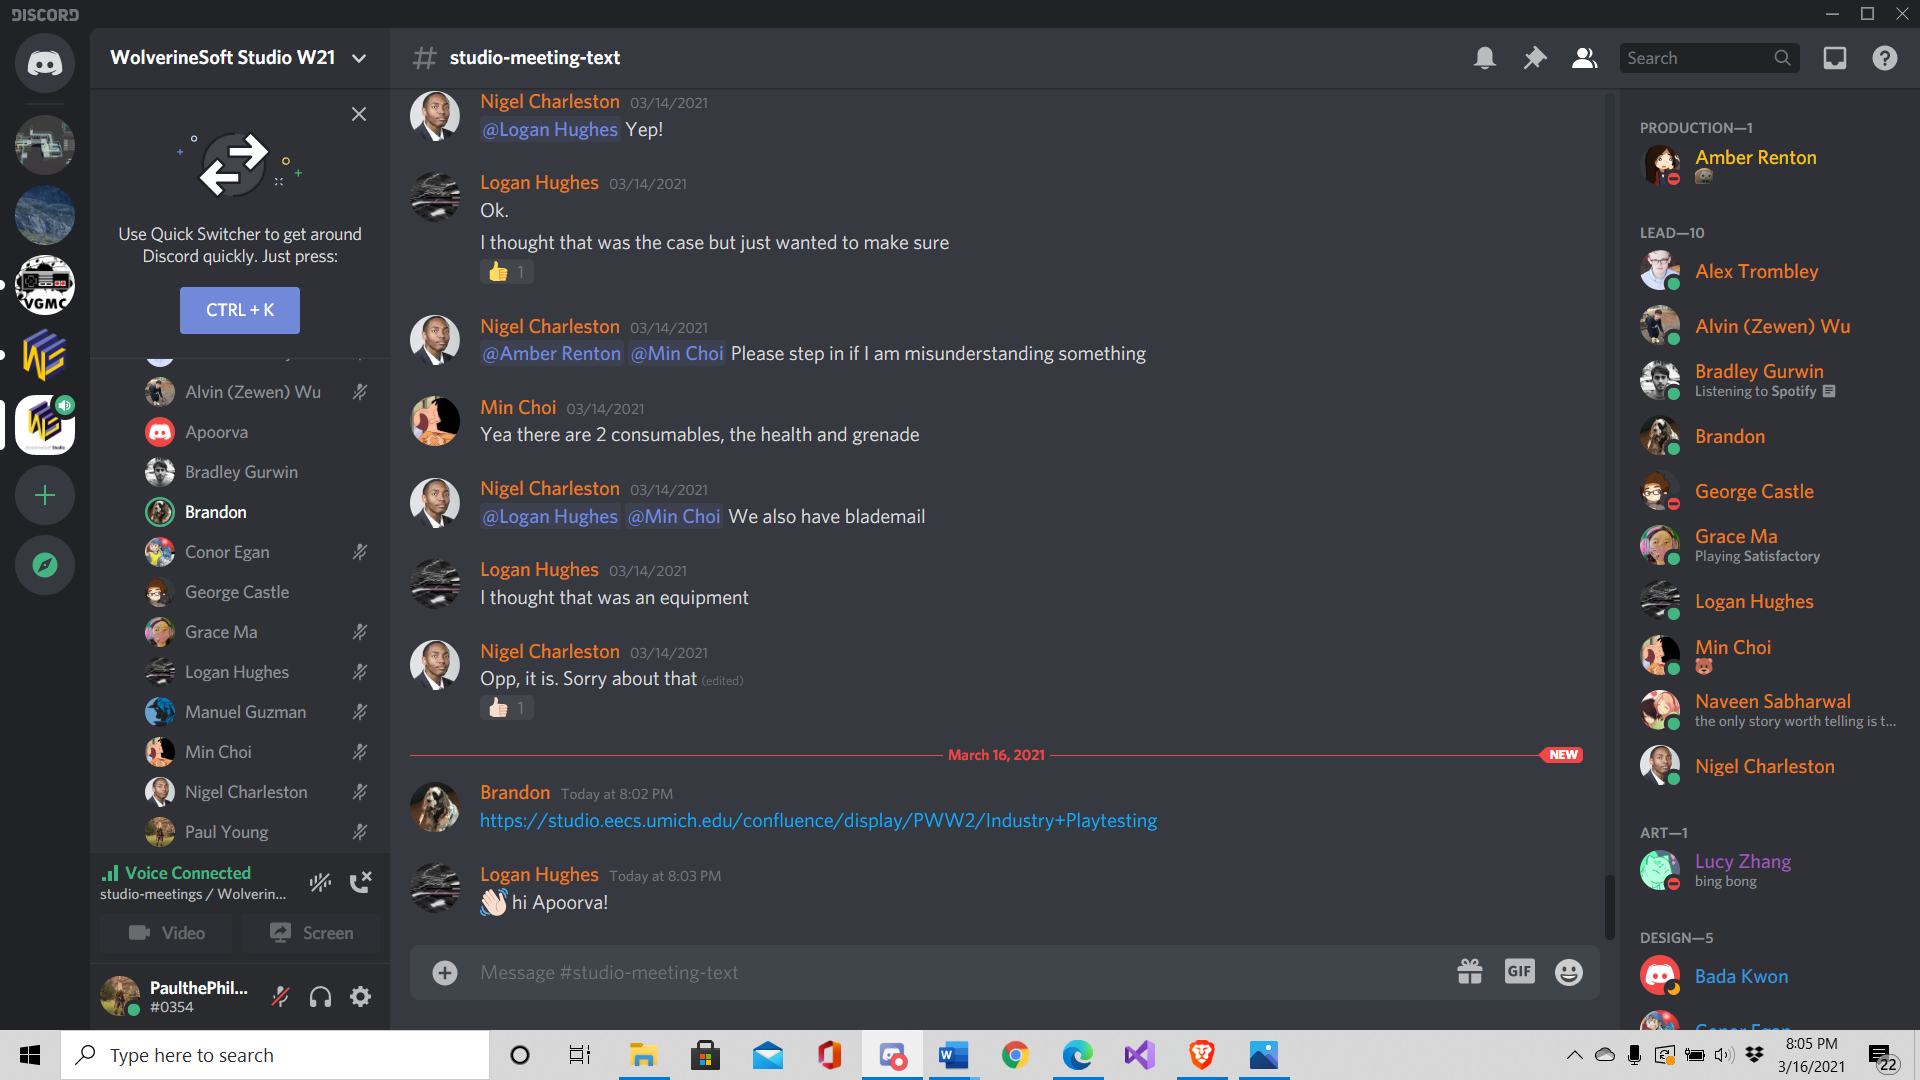 DISCORD
WolverineSoft Studio W21
Use Quick Switcher to get around
Discord quickly. Just press:
CTRL + K
VGMC
Alvin (Zewen) Wu
Apoorva
Bradley Gurwin
Brandon
Conor Egan
George Castle
Grace Ma
Logan Hughes
Manuel Guzman
Min Choi
Nigel Charleston
Paul Young
Voice Connected
studio-meetings / Wolverin...
Video
Screen
PaulthePhil...
#0354
# studio-meeting-text
Search
Nigel Charleston 03/14/2021
@Logan Hughes Yep!
Logan Hughes 03/14/2021
Ok.
I thought that was the case but just wanted to make sure
👍 1
Nigel Charleston 03/14/2021
@Amber Renton @Min Choi Please step in if I am misunderstanding something
Min Choi 03/14/2021
Yea there are 2 consumables, the health and grenade
Nigel Charleston 03/14/2021
@Logan Hughes @Min Choi We also have blademail
Logan Hughes 03/14/2021
I thought that was an equipment
Nigel Charleston 03/14/2021
Opp, it is. Sorry about that (edited)
👍 1
March 16, 2021
NEW
Brandon Today at 8:02 PM
https://studio.eecs.umich.edu/confluence/display/PWW2/Industry+Playtesting
Logan Hughes Today at 8:03 PM
👋 hi Apoorva!
Message #studio-meeting-text
GIF
PRODUCTION—1
Amber Renton
LEAD—10
Alex Trombley
Alvin (Zewen) Wu
Bradley Gurwin
Listening to Spotify
Brandon
George Castle
Grace Ma
Playing Satisfactory
Logan Hughes
Min Choi
Naveen Sabharwal
the only story worth telling is t...
Nigel Charleston
ART—1
Lucy Zhang
bing bong
DESIGN—5
Bada Kwon
Conor Egan
Type here to search
8:05 PM
3/16/2021
22